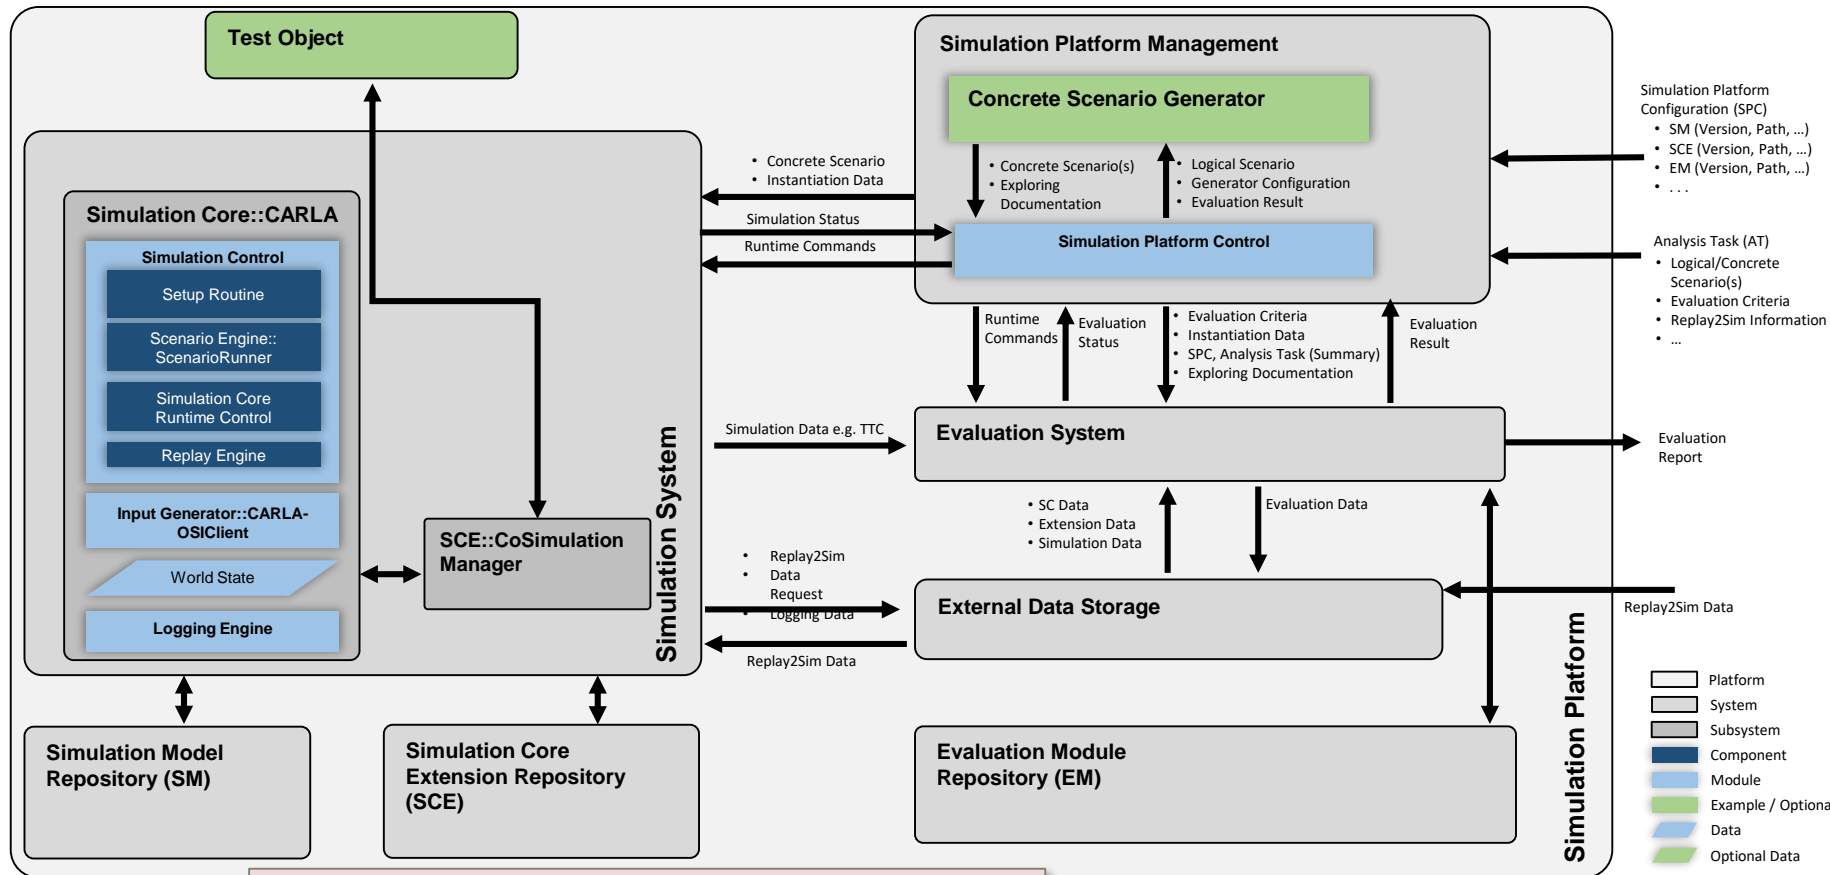 Test Object
Simulation Platform Management
Concrete Scenario Generator
• Concrete Scenario(s)
• Exploring
Documentation
• Logical Scenario
• Generator Configuration
• Evaluation Result
Simulation Platform Control
Simulation Platform
Configuration (SPC)
• SM (Version, Path, ...)
• SCE (Version, Path, ...)
• EM (Version, Path, ...)
• . . .
Analysis Task (AT)
• Logical/Concrete
Scenario(s)
• Evaluation Criteria
• Replay2Sim Information
• ...
• Concrete Scenario
• Instantiation Data
Simulation Status
Runtime Commands
Simulation Core::CARLA
Simulation Control
Setup Routine
Scenario Engine::
ScenarioRunner
Simulation Core
Runtime Control
Replay Engine
Input Generator::CARLA-
OSIClient
World State
Logging Engine
SCE::CoSimulation
Manager
Simulation System
Runtime
Commands
Evaluation
Status
• Evaluation Criteria
• Instantiation Data
• SPC, Analysis Task (Summary)
• Exploring Documentation
Evaluation
Result
Simulation Data e.g. TTC
Evaluation System
Evaluation
Report
• SC Data
• Extension Data
• Simulation Data
Evaluation Data
• Replay2Sim
• Data
Request
• Logging Data
Replay2Sim Data
External Data Storage
Replay2Sim Data
Simulation Model
Repository (SM)
Simulation Core
Extension Repository
(SCE)
Evaluation Module
Repository (EM)
Simulation Platform
Platform
System
Subsystem
Component
Module
Example / Optiona
Data
Optional Data